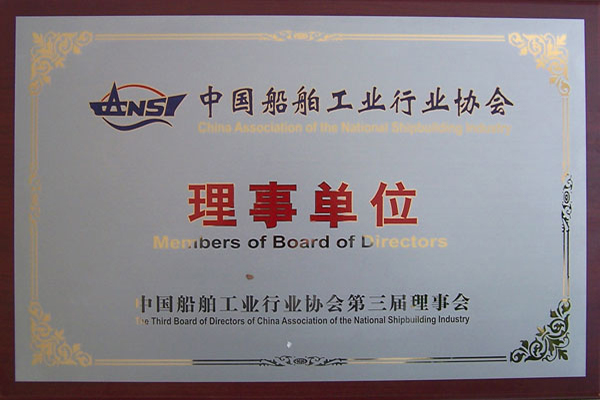 CANSI 中国船舶工业行业协会
China Association of the National Shipbuilding Industry
理事单位
Members of Board of Directors
中国船舶工业行业协会第三届理事会
The Third Board of Directors of China Association of the National Shipbuilding Industry